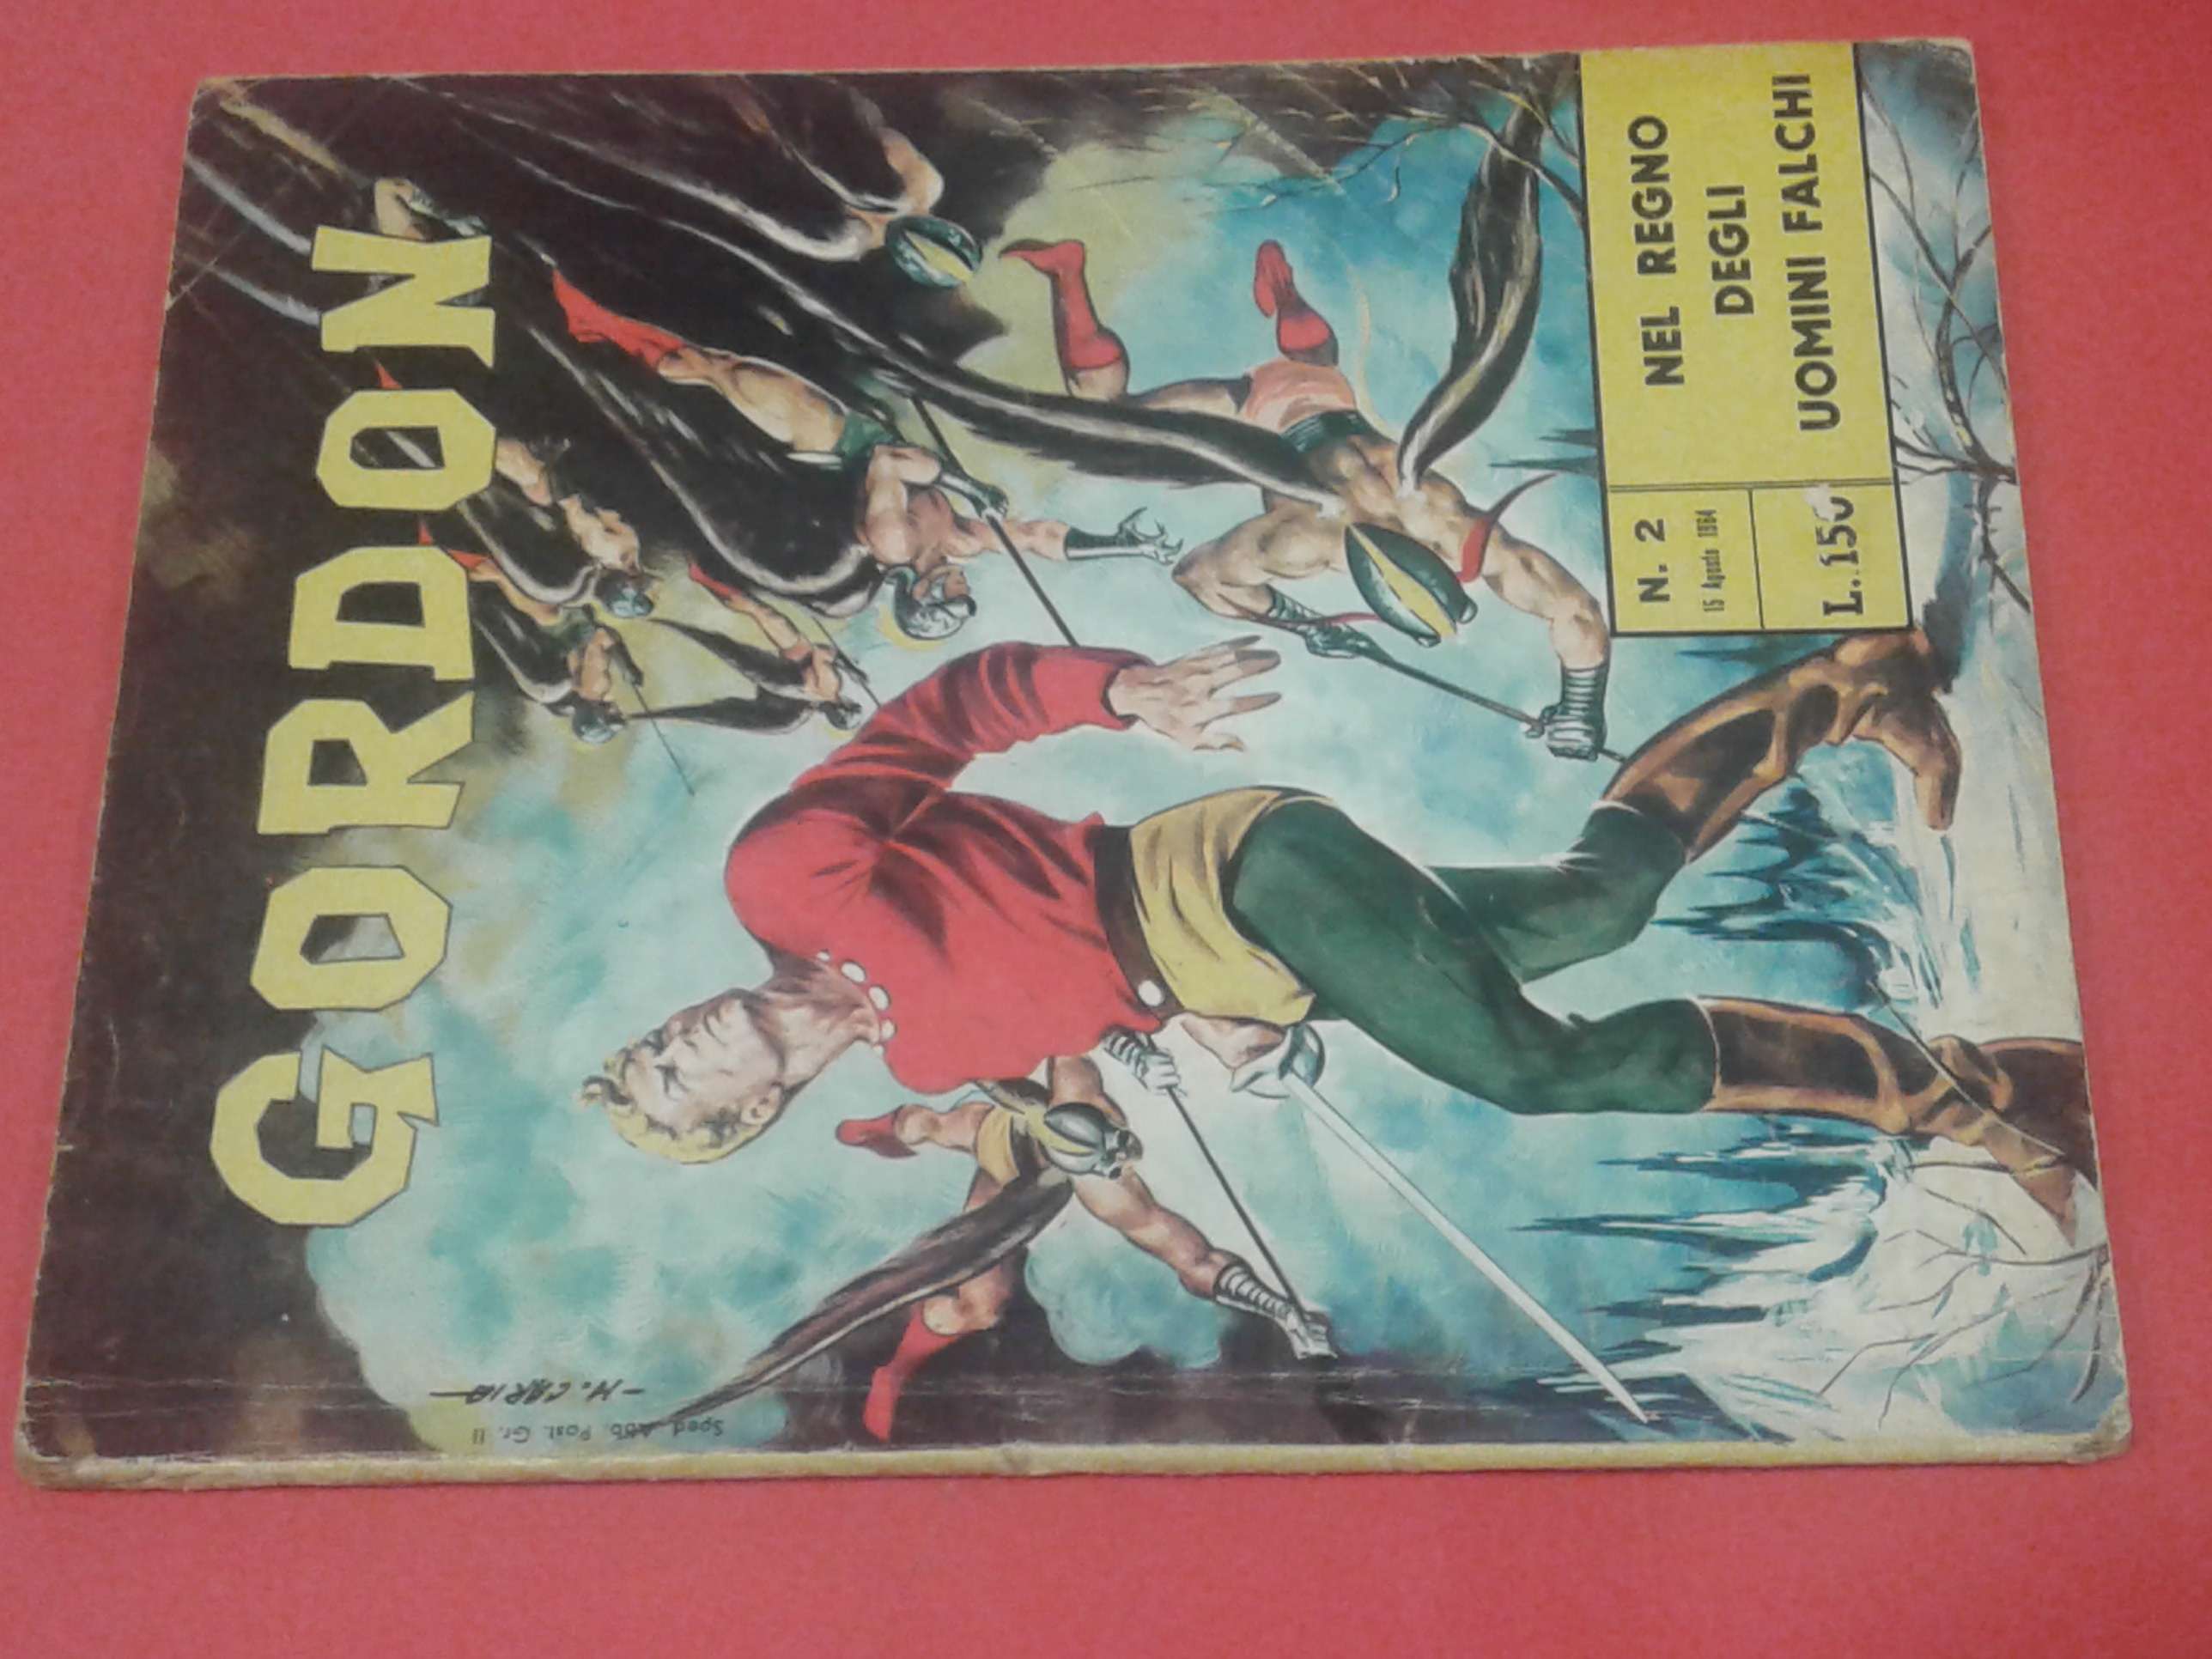 GORDON
N. 2
15 Agosto 1964
L. 150
NEL REGNO
DEGLI
UOMINI FALCHI
M. CARIA
Sped. Abb. Post. Gr. II